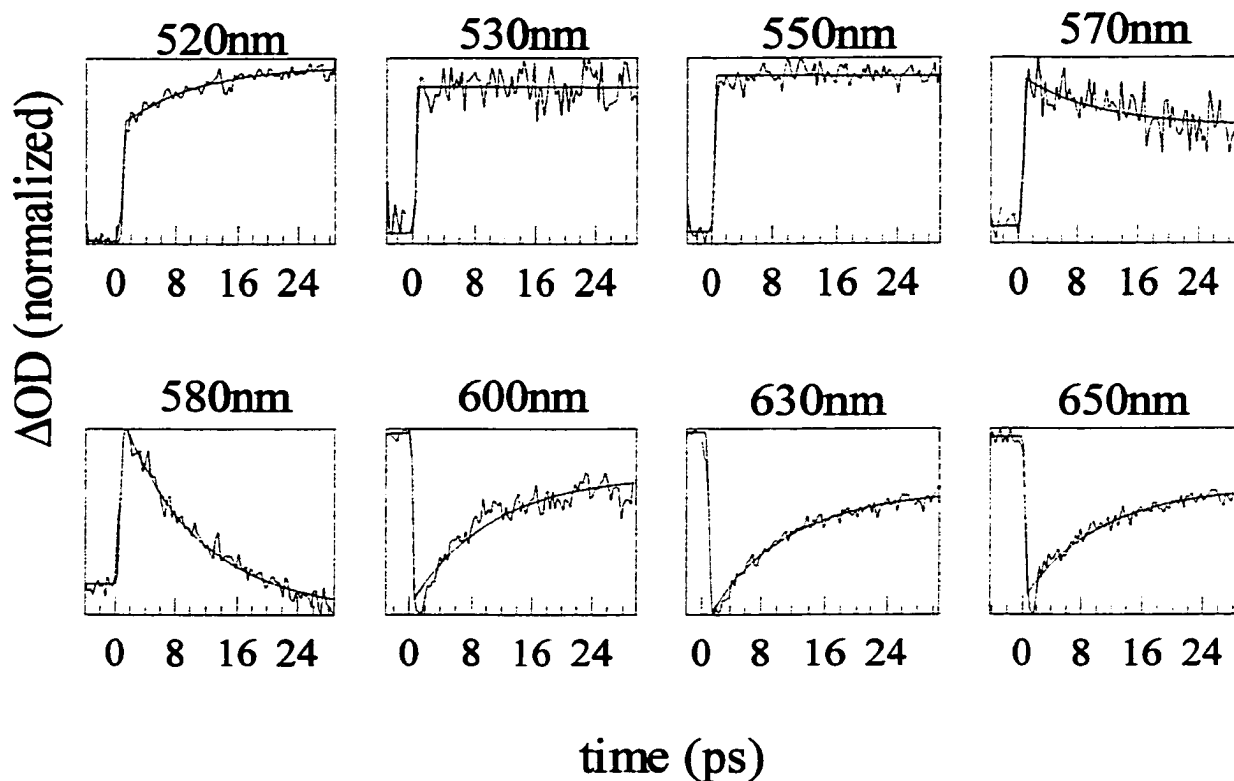 520nm 530nm 550nm 570nm
0 8 16 24 0 8 16 24 0 8 16 24 0 8 16 24
ΔOD (normalized)
580nm 600nm 630nm 650nm
0 8 16 24 0 8 16 24 0 8 16 24 0 8 16 24
time (ps)